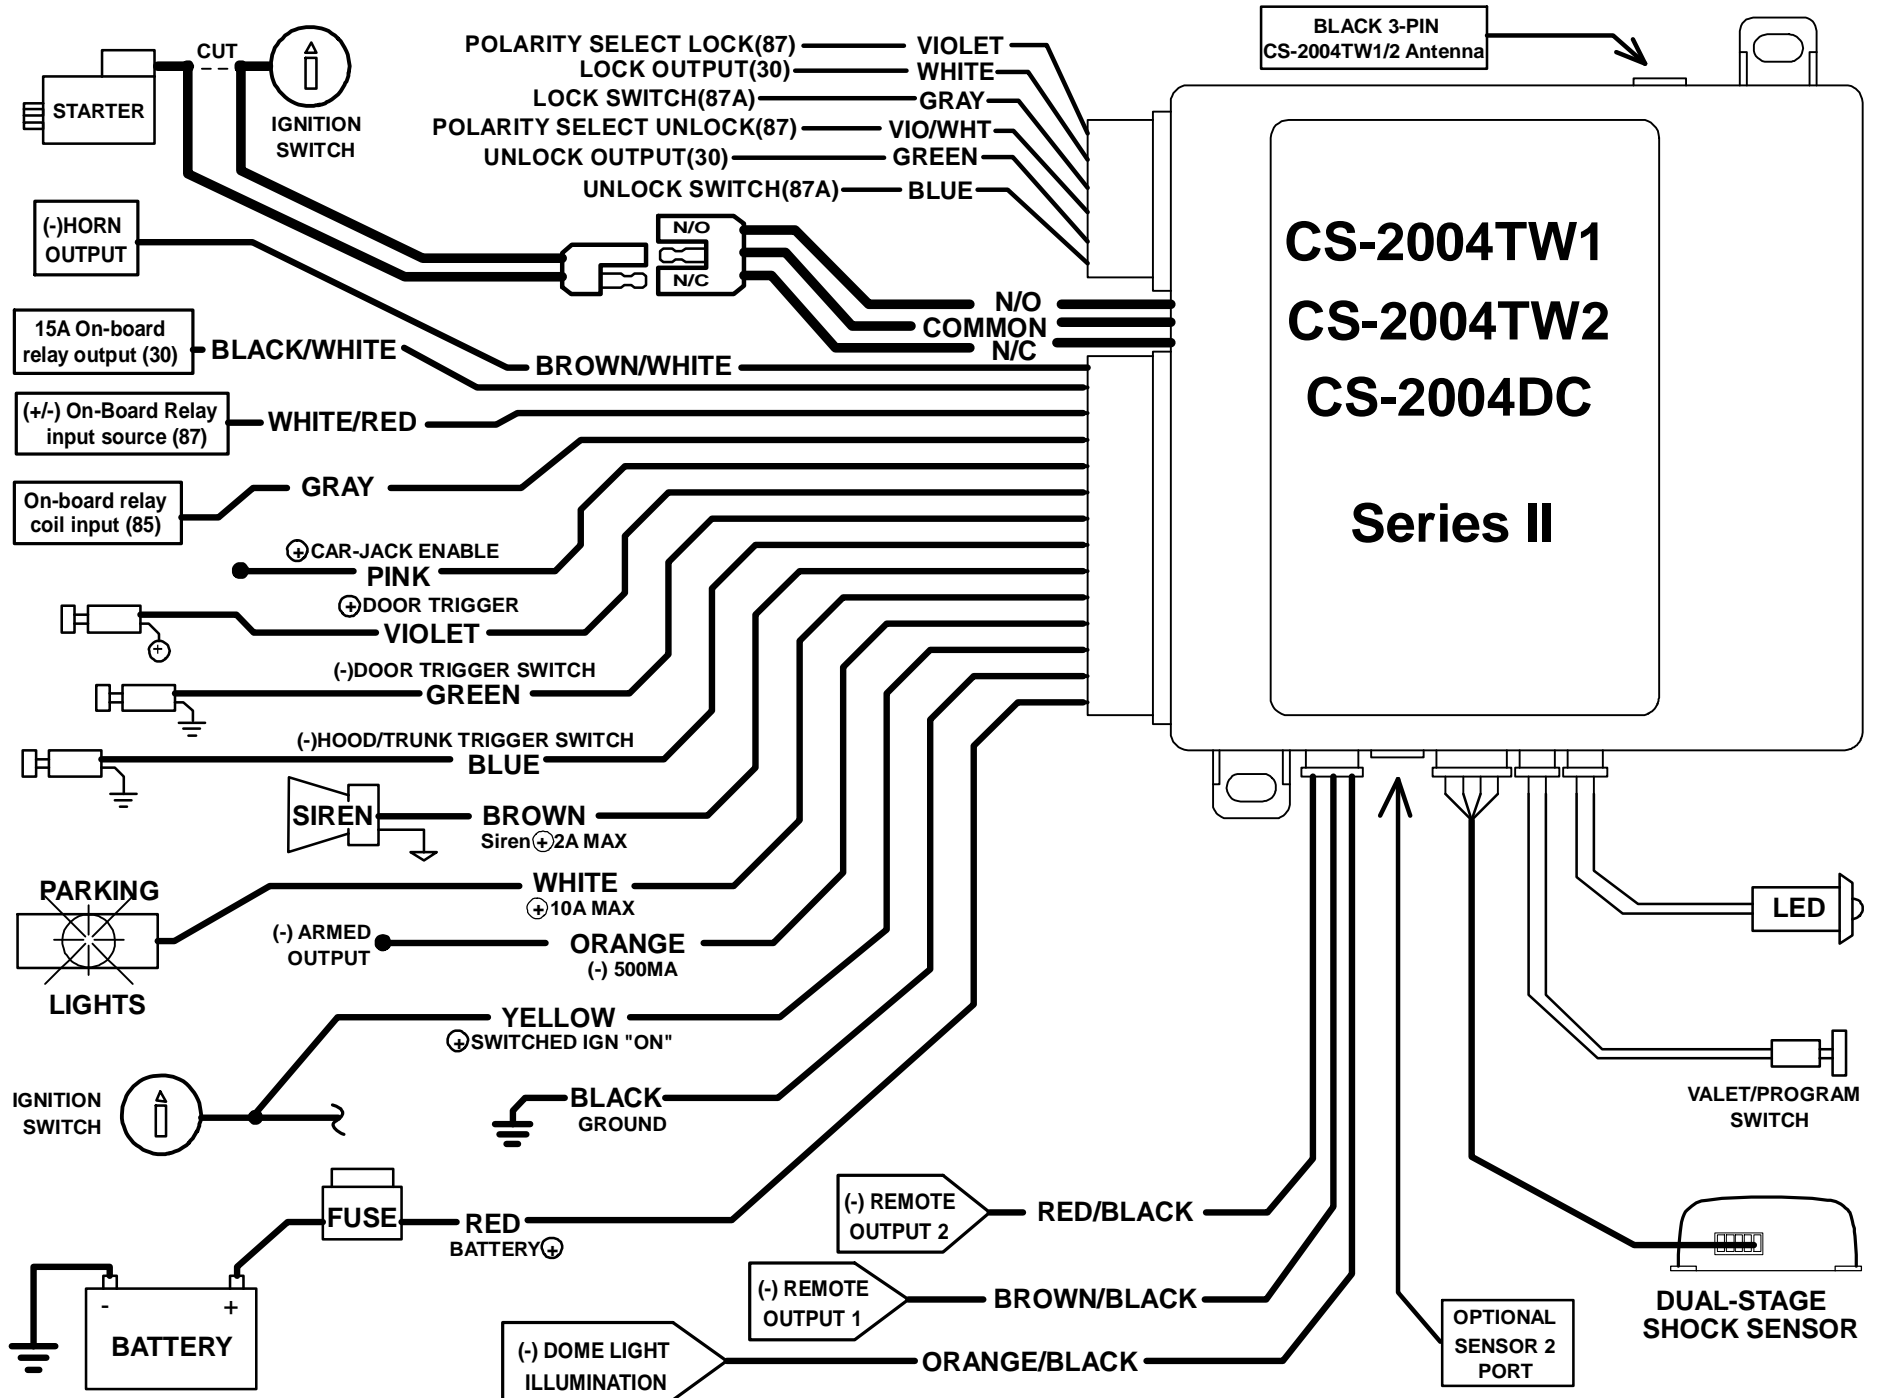 BLACK 3-PIN
CS-2004TW1/2 Antenna
CUT
STARTER
IGNITION
SWITCH
POLARITY SELECT LOCK(87) VIOLET
LOCK OUTPUT(30) WHITE
LOCK SWITCH(87A) GRAY
POLARITY SELECT UNLOCK(87) VIO/WHT
UNLOCK OUTPUT(30) GREEN
UNLOCK SWITCH(87A) BLUE
N/O
N/C
N/O
COMMON
N/C
CS-2004TW1
CS-2004TW2
CS-2004DC
Series II
(-)HORN
OUTPUT
BROWN/WHITE
15A On-board
relay output (30)
BLACK/WHITE
(+/-) On-Board Relay
input source (87)
WHITE/RED
On-board relay
coil input (85)
GRAY
+CAR-JACK ENABLE
PINK
+DOOR TRIGGER
VIOLET
+
(-)DOOR TRIGGER SWITCH
GREEN
(-)HOOD/TRUNK TRIGGER SWITCH
BLUE
SIREN
BROWN
Siren+2A MAX
PARKING
LIGHTS
WHITE
+10A MAX
(-) ARMED
OUTPUT
ORANGE
(-) 500MA
YELLOW
+SWITCHED IGN "ON"
IGNITION
SWITCH
BLACK
GROUND
FUSE
RED
BATTERY+
- +
BATTERY
(-) REMOTE
OUTPUT 2
RED/BLACK
(-) REMOTE
OUTPUT 1
BROWN/BLACK
(-) DOME LIGHT
ILLUMINATION
ORANGE/BLACK
LED
VALET/PROGRAM
SWITCH
DUAL-STAGE
SHOCK SENSOR
OPTIONAL
SENSOR 2
PORT